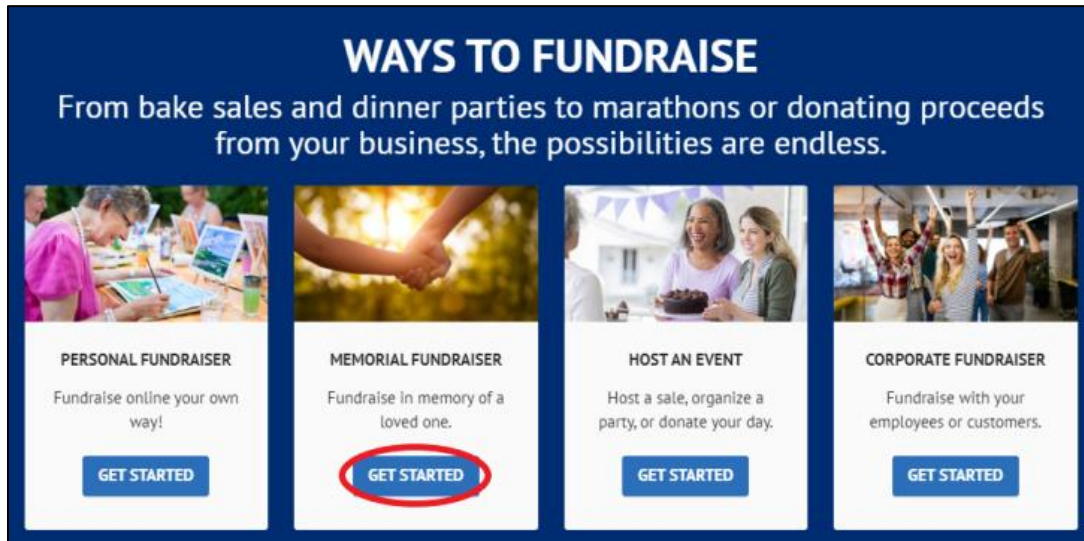 WAYS TO FUNDRAISE
From bake sales and dinner parties to marathons or donating proceeds
from your business, the possibilities are endless.
PERSONAL FUNDRAISER
Fundraise online your own
way!
GET STARTED
MEMORIAL FUNDRAISER
Fundraise in memory of a
loved one.
GET STARTED
HOST AN EVENT
Host a sale, organize a
party, or donate your day.
GET STARTED
CORPORATE FUNDRAISER
Fundraise with your
employees or customers.
GET STARTED